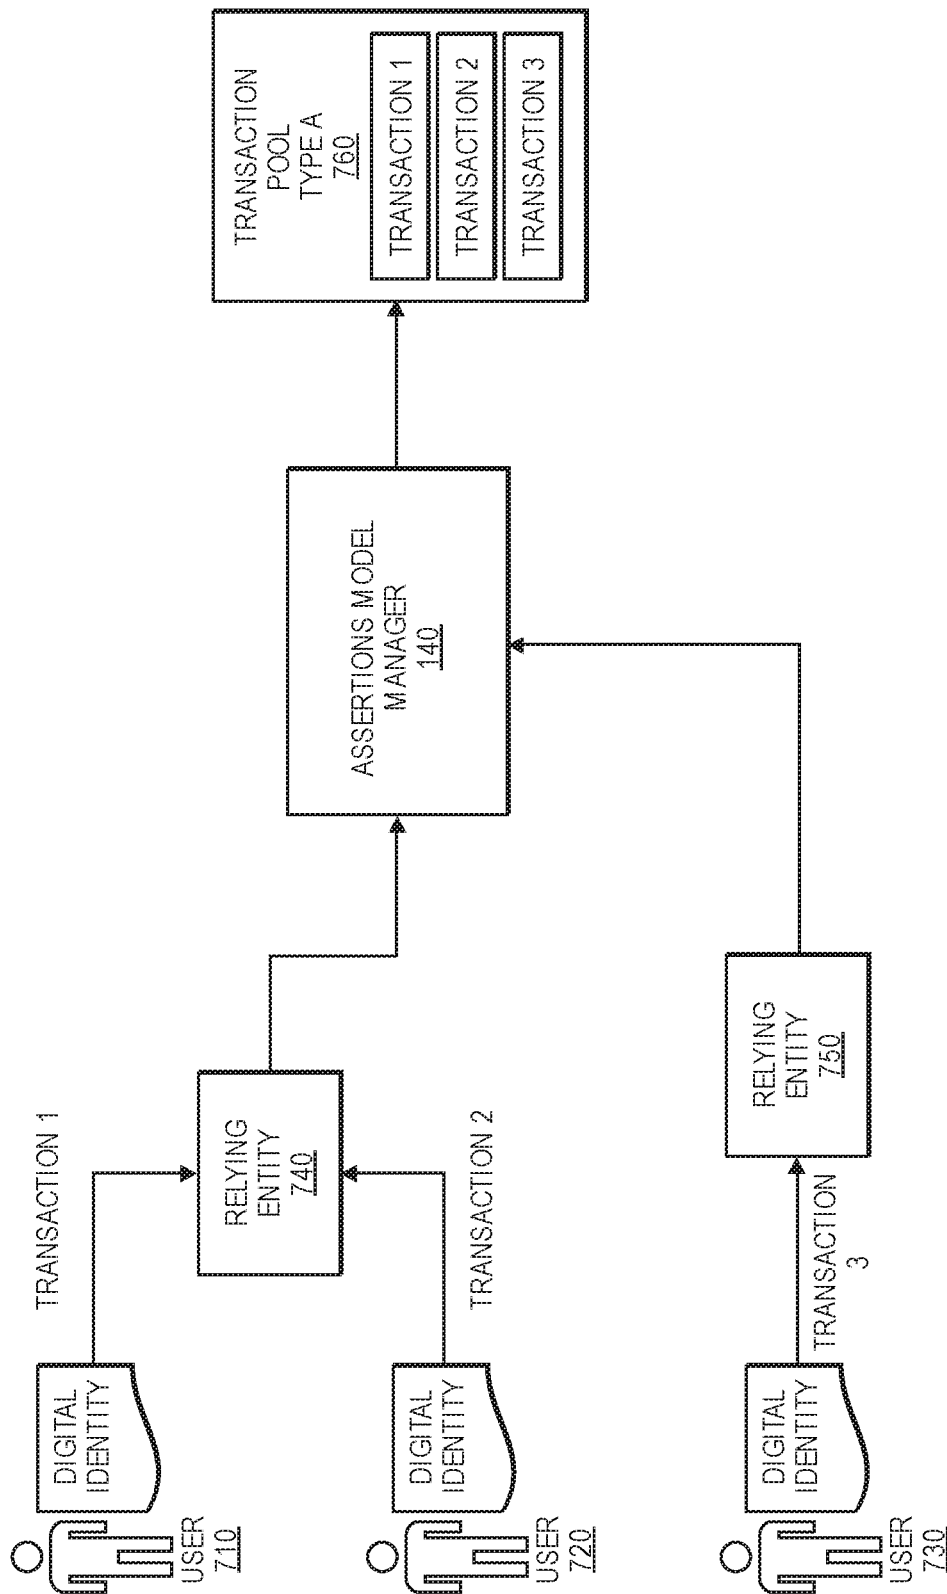 USER
710
DIGITAL
IDENTITY
TRANSACTION 1
USER
720
DIGITAL
IDENTITY
TRANSACTION 2
RELYING
ENTITY
740
USER
730
DIGITAL
IDENTITY
TRANSACTION
3
RELYING
ENTITY
750
ASSERTIONS MODEL
MANAGER
140
TRANSACTION
POOL
TYPE A
760
TRANSACTION 1
TRANSACTION 2
TRANSACTION 3